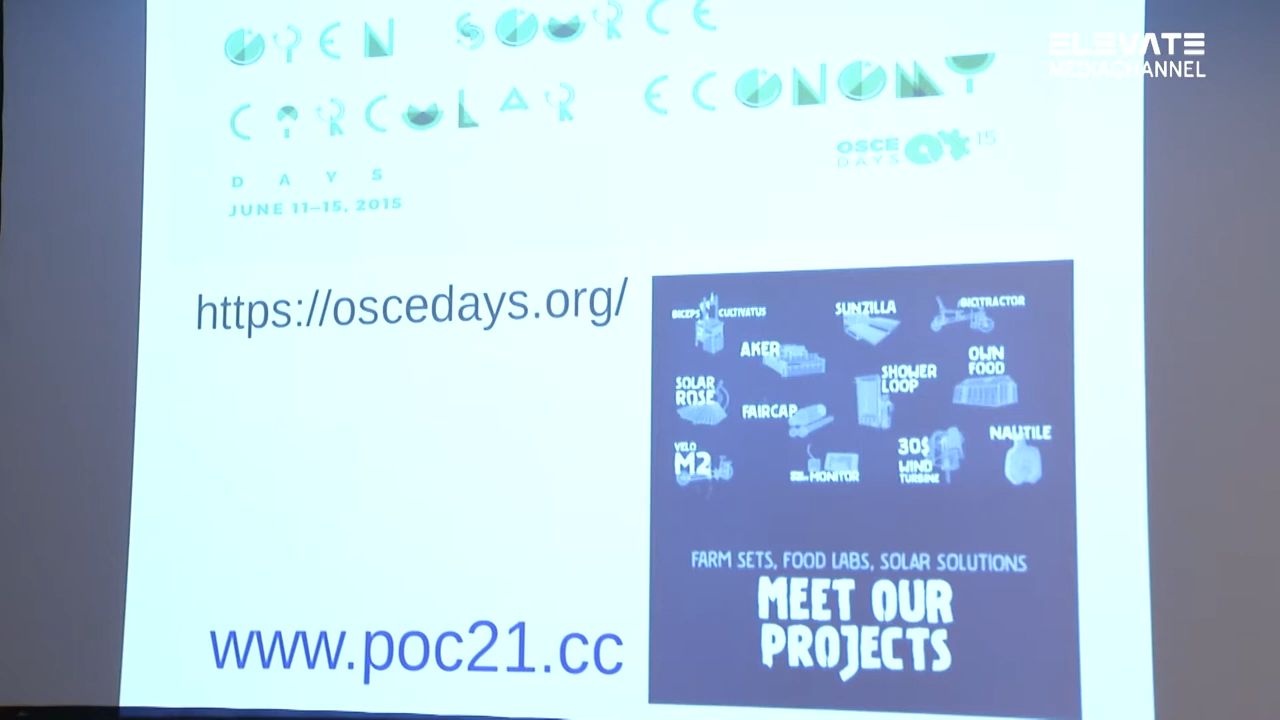 OPEN SOURCE
CIRCULAR ECONOMY
DAYS
JUNE 11–15, 2015
OSCE
DAYS
15
ELEVATE
MEDIACHANNEL
https://oscedays.org/
BICEPS CULTIVATUS
SUNZILLA
BICITRACTOR
AKER
OWN
FOOD
SOLAR
ROSE
SHOWER
LOOP
FAIRCAP
NAUTILE
VELO
M2
MONITOR
30$
WIND
TURBINE
FARM SETS, FOOD LABS, SOLAR SOLUTIONS
MEET OUR
PROJECTS
www.poc21.cc